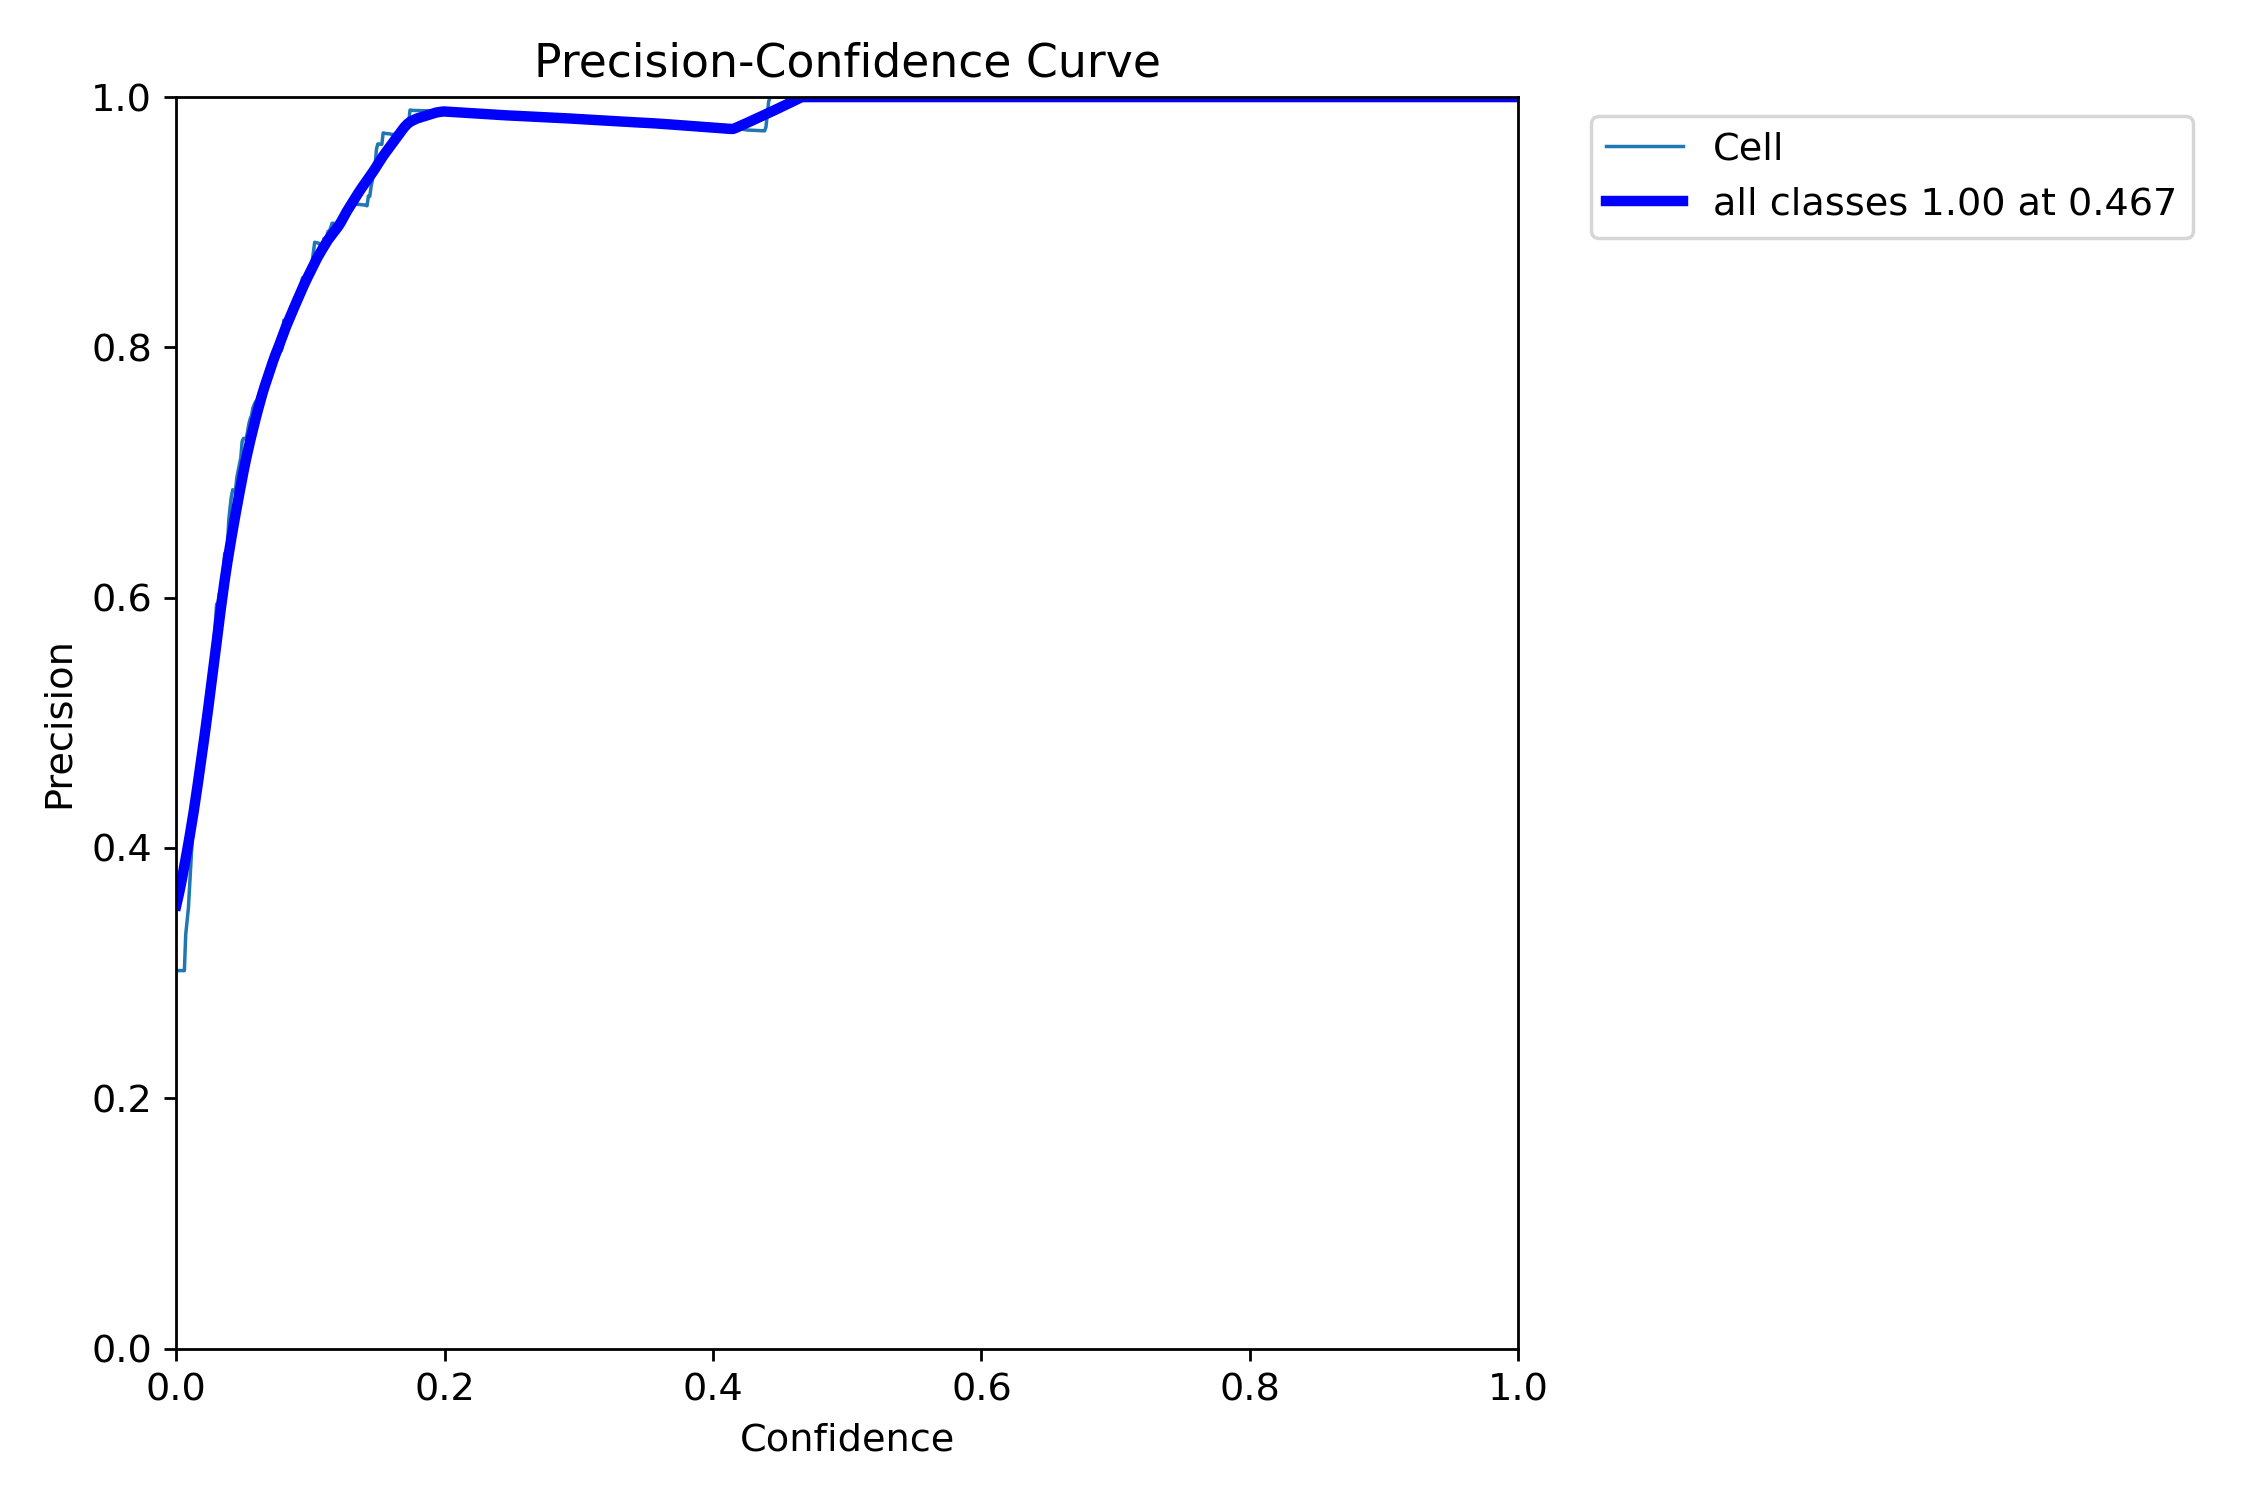 Precision-Confidence Curve
1.0
0.8
0.6
0.4
0.2
0.0
Precision
0.0 0.2 0.4 0.6 0.8 1.0
Confidence
Cell
all classes 1.00 at 0.467